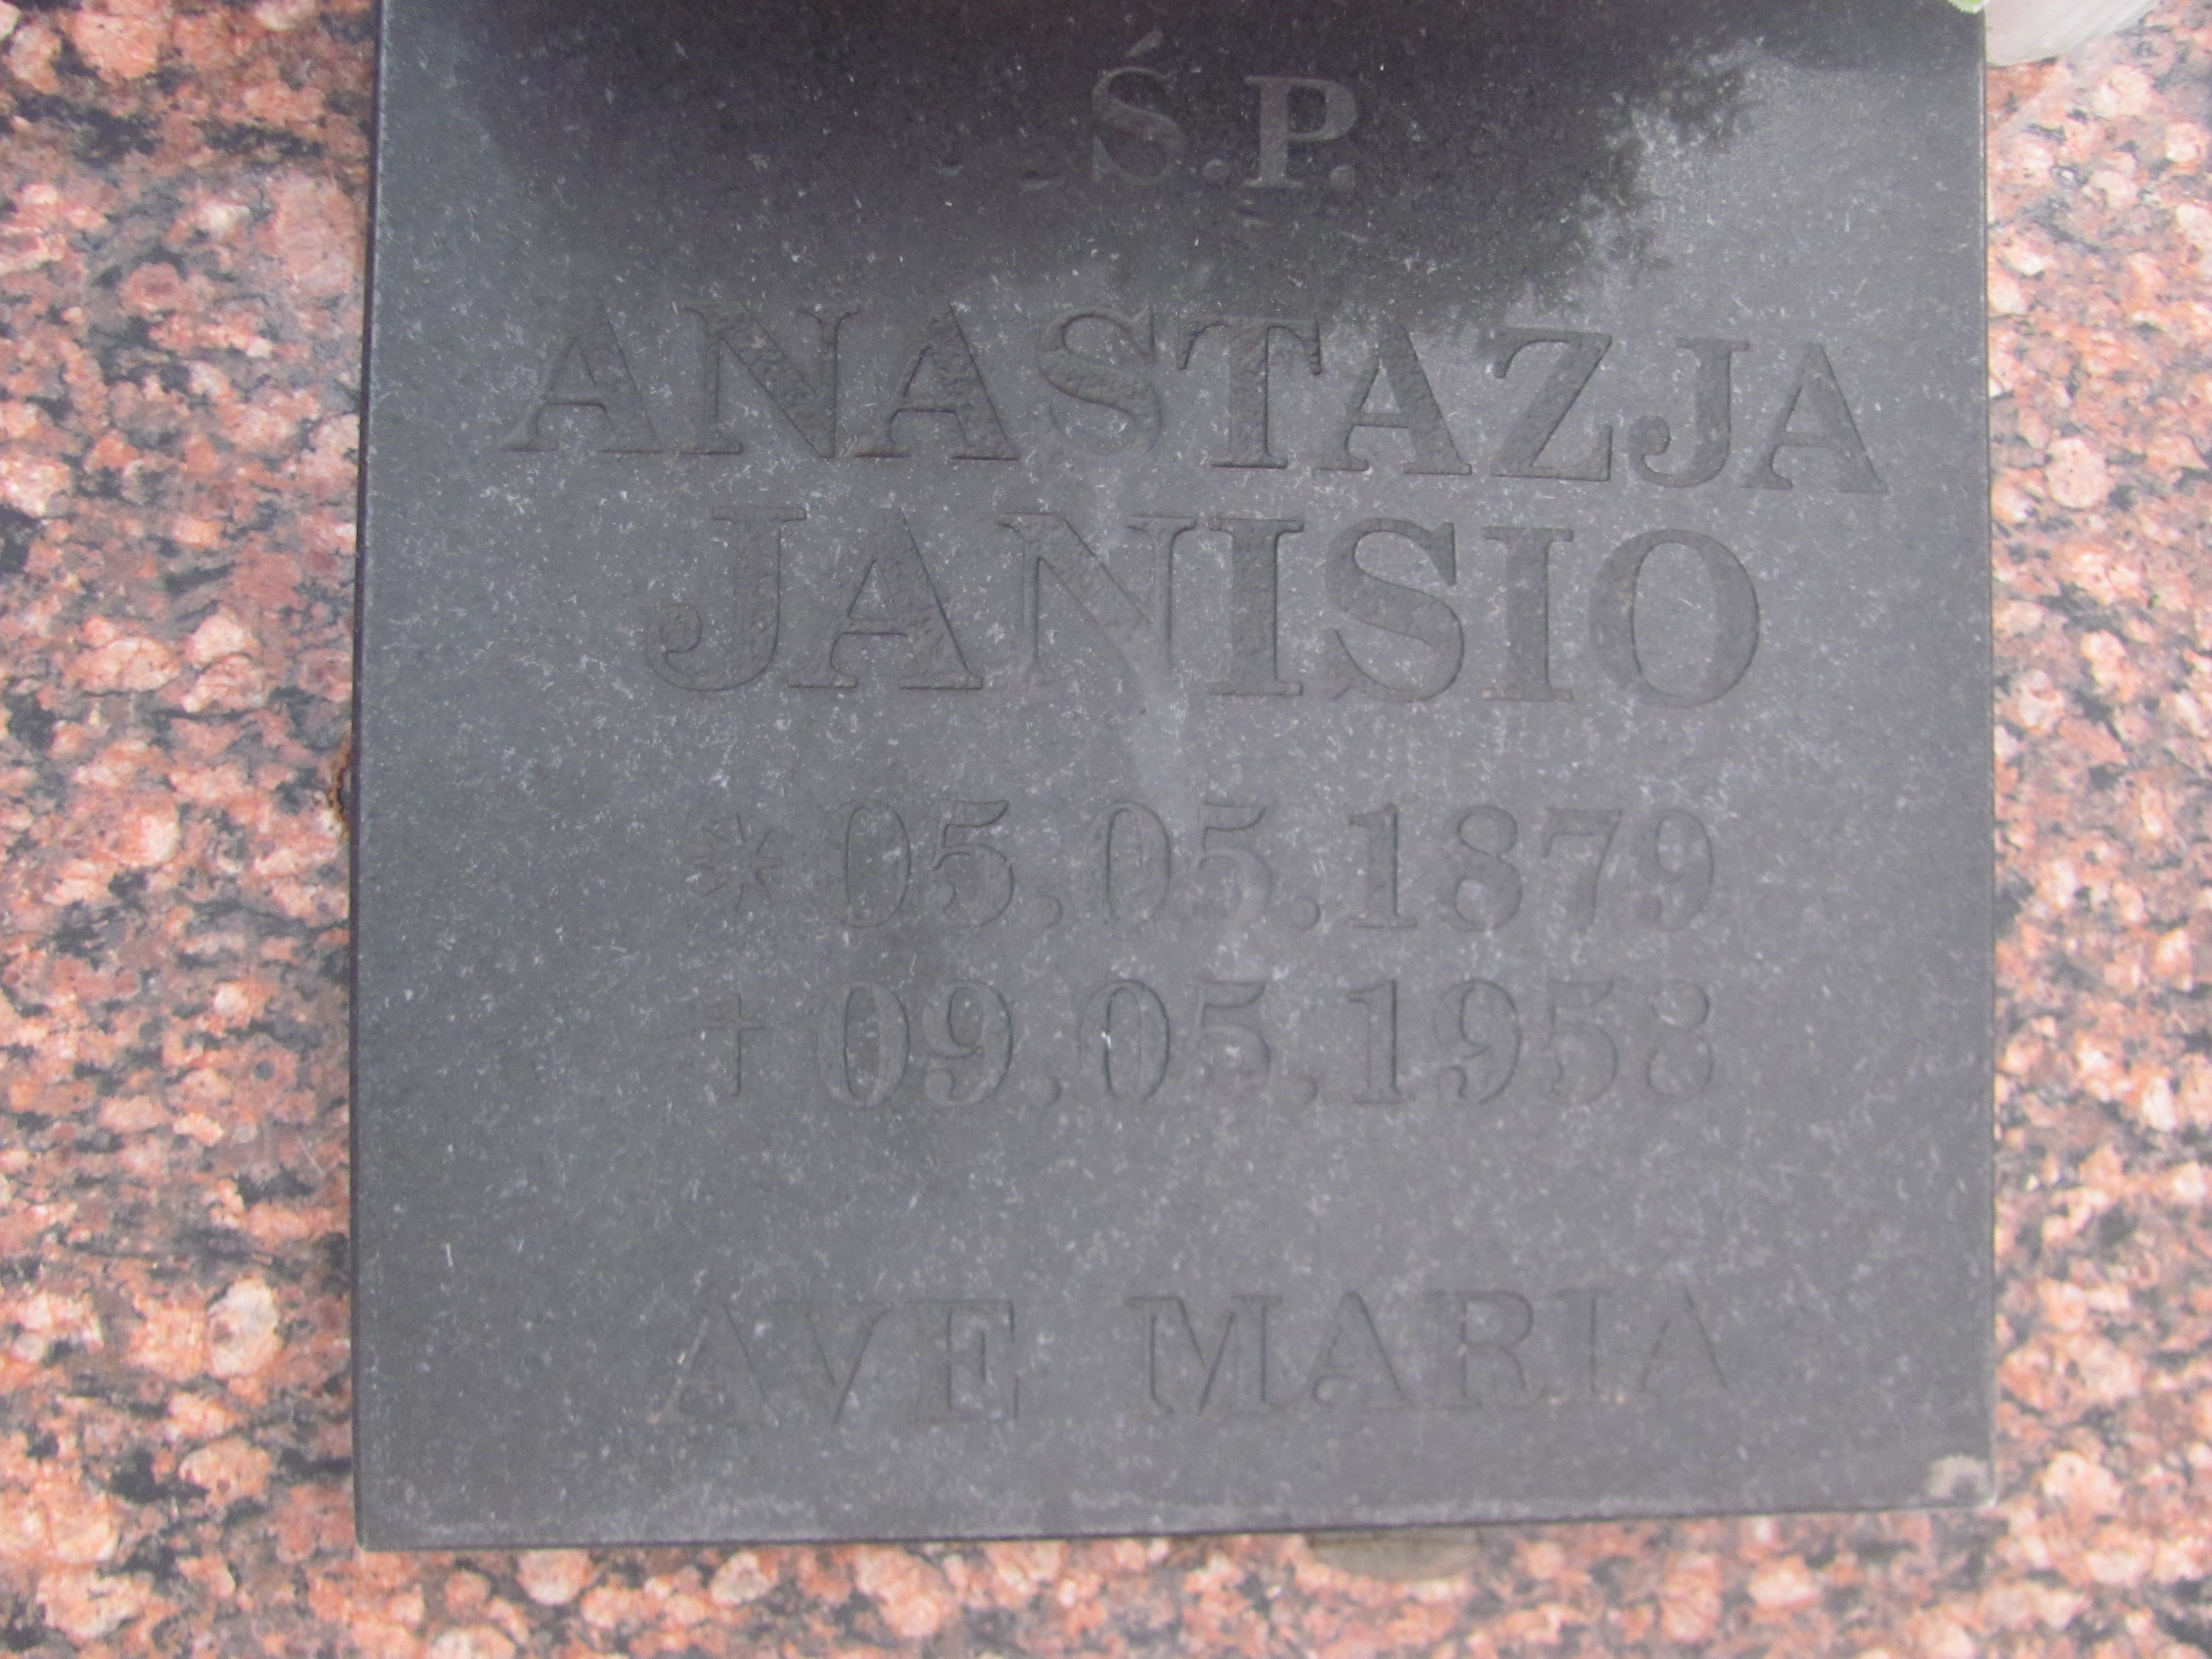 Ś.P.
ANASTAZJA
JANISIO
* 05.05.1879
† 09.05.1958
AVE MARIA